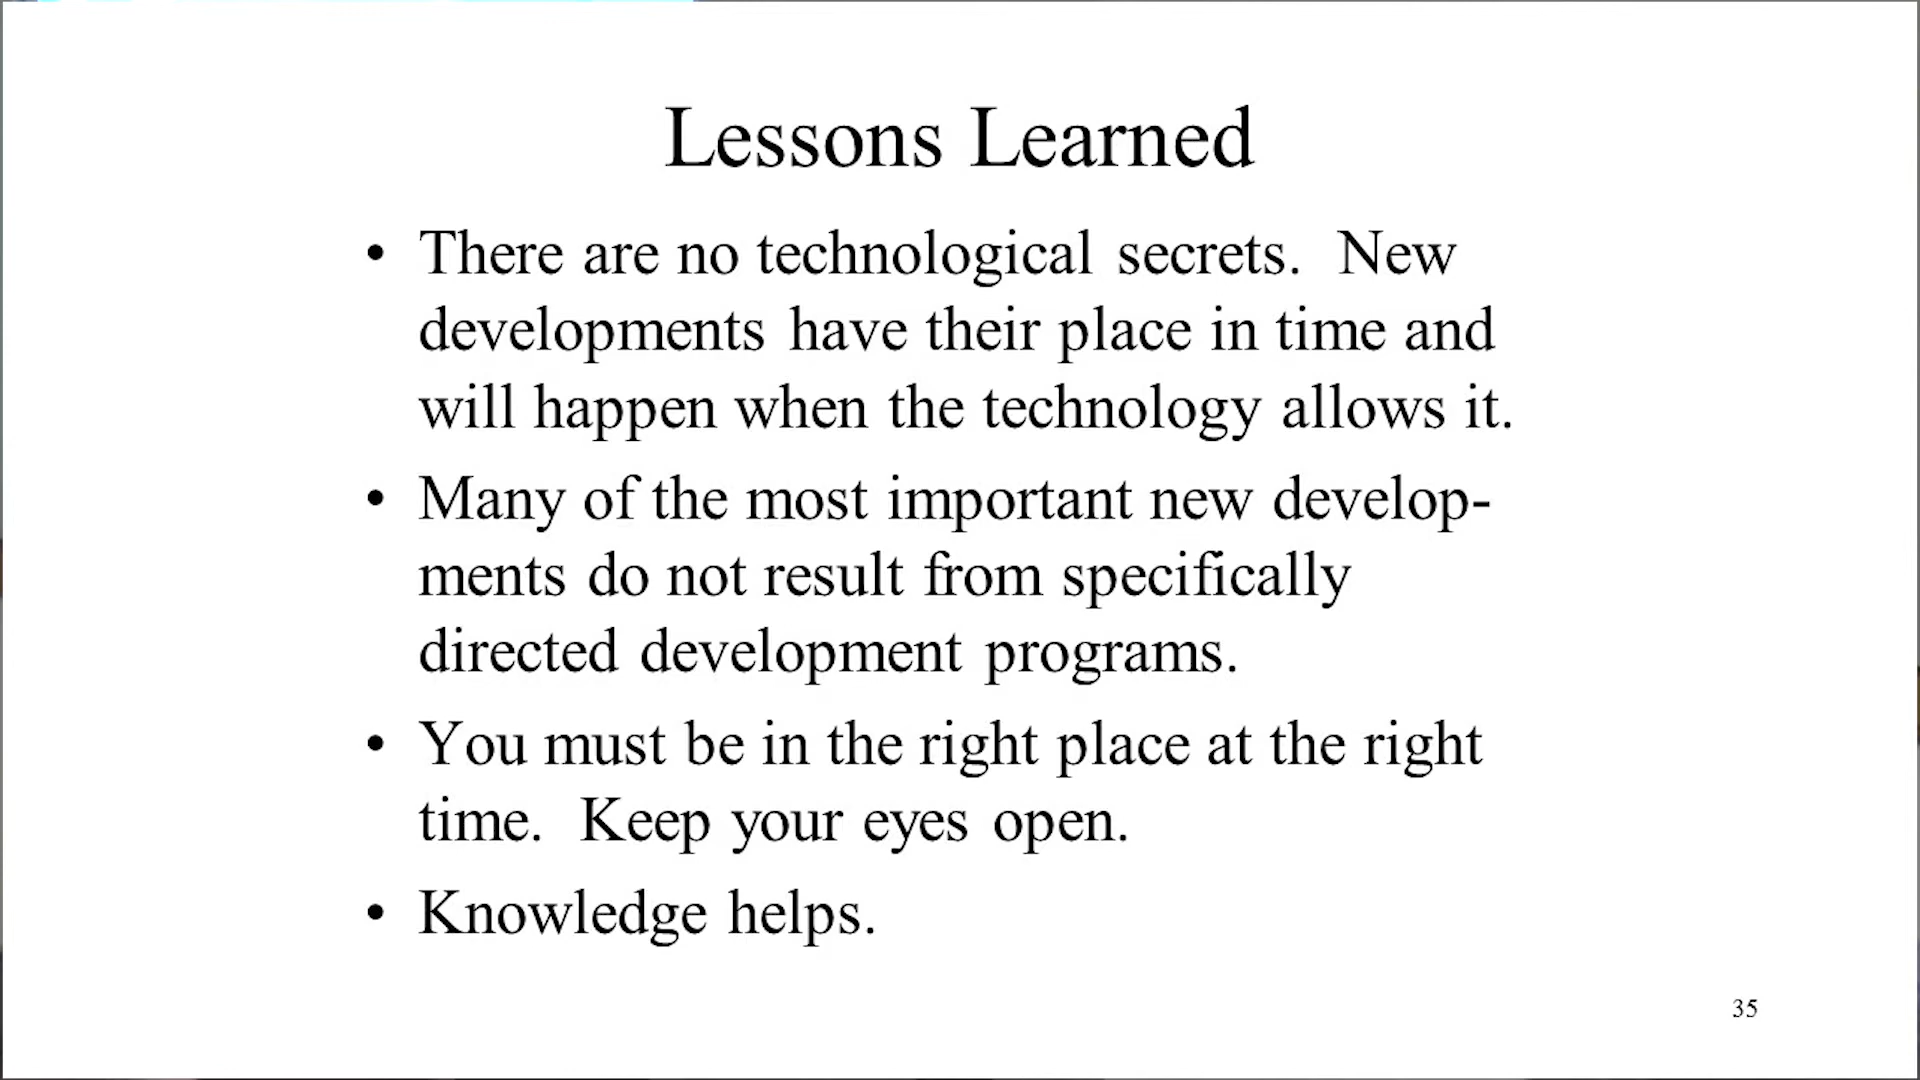 Lessons Learned
• There are no technological secrets.  New
developments have their place in time and
will happen when the technology allows it.
• Many of the most important new develop-
ments do not result from specifically
directed development programs.
• You must be in the right place at the right
time.  Keep your eyes open.
• Knowledge helps.
35